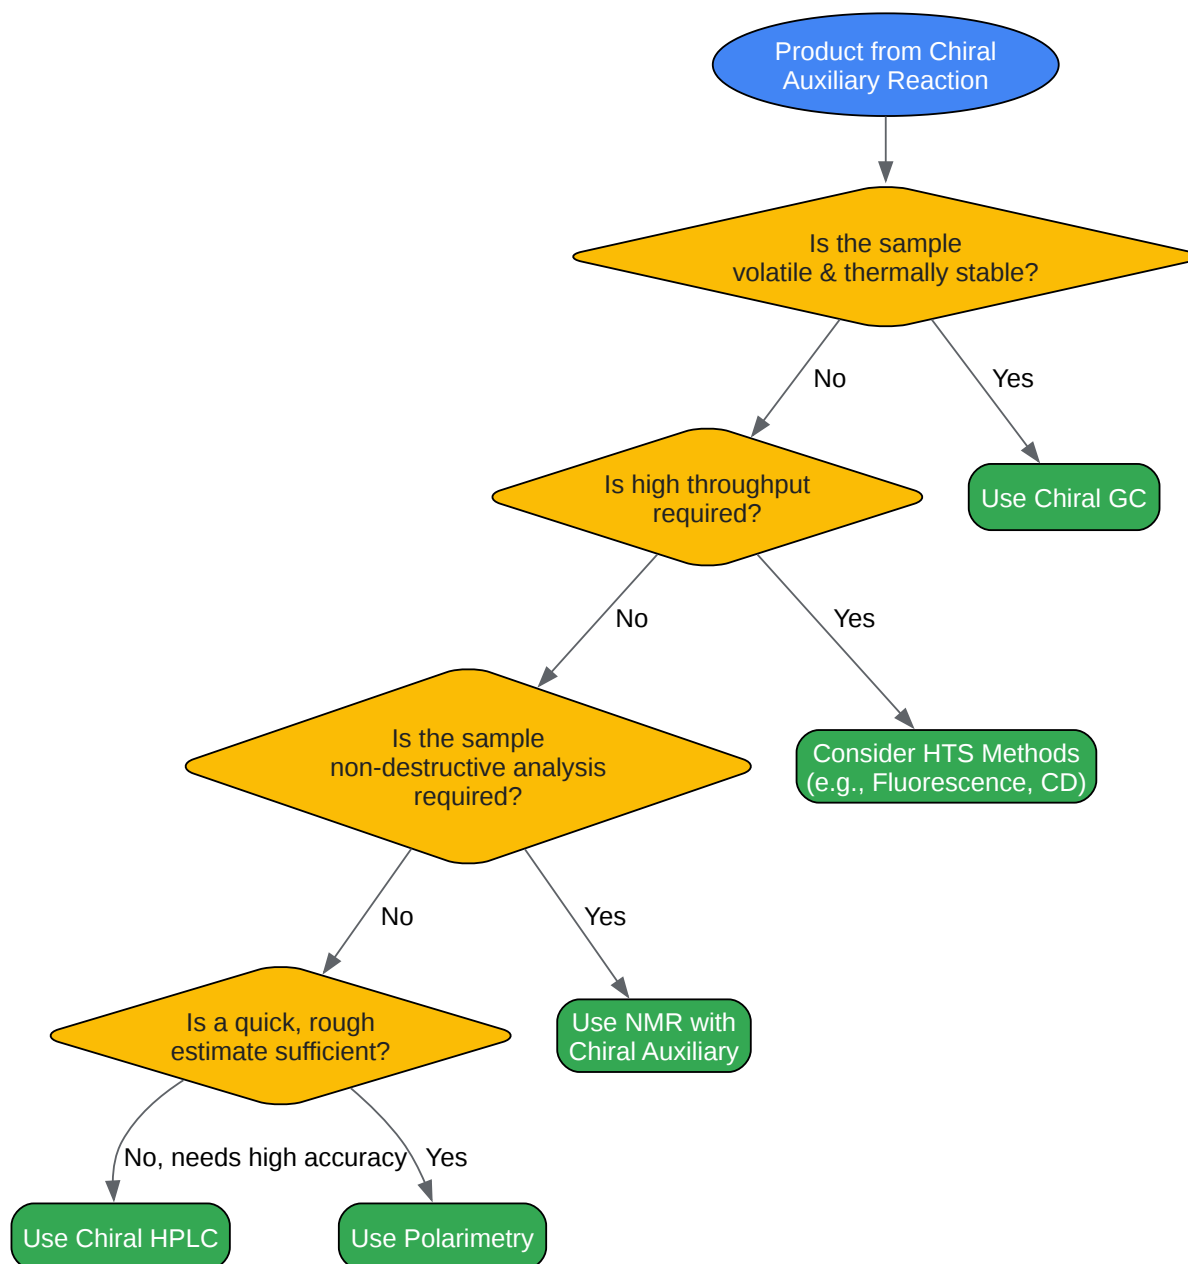 Product from Chiral
Auxiliary Reaction
Is the sample
volatile & thermally stable?
No
Yes
Is high throughput
required?
Use Chiral GC
No
Yes
Is the sample
non-destructive analysis
required?
Consider HTS Methods
(e.g., Fluorescence, CD)
No
Yes
Is a quick, rough
estimate sufficient?
Use NMR with
Chiral Auxiliary
No, needs high accuracy
Yes
Use Chiral HPLC
Use Polarimetry